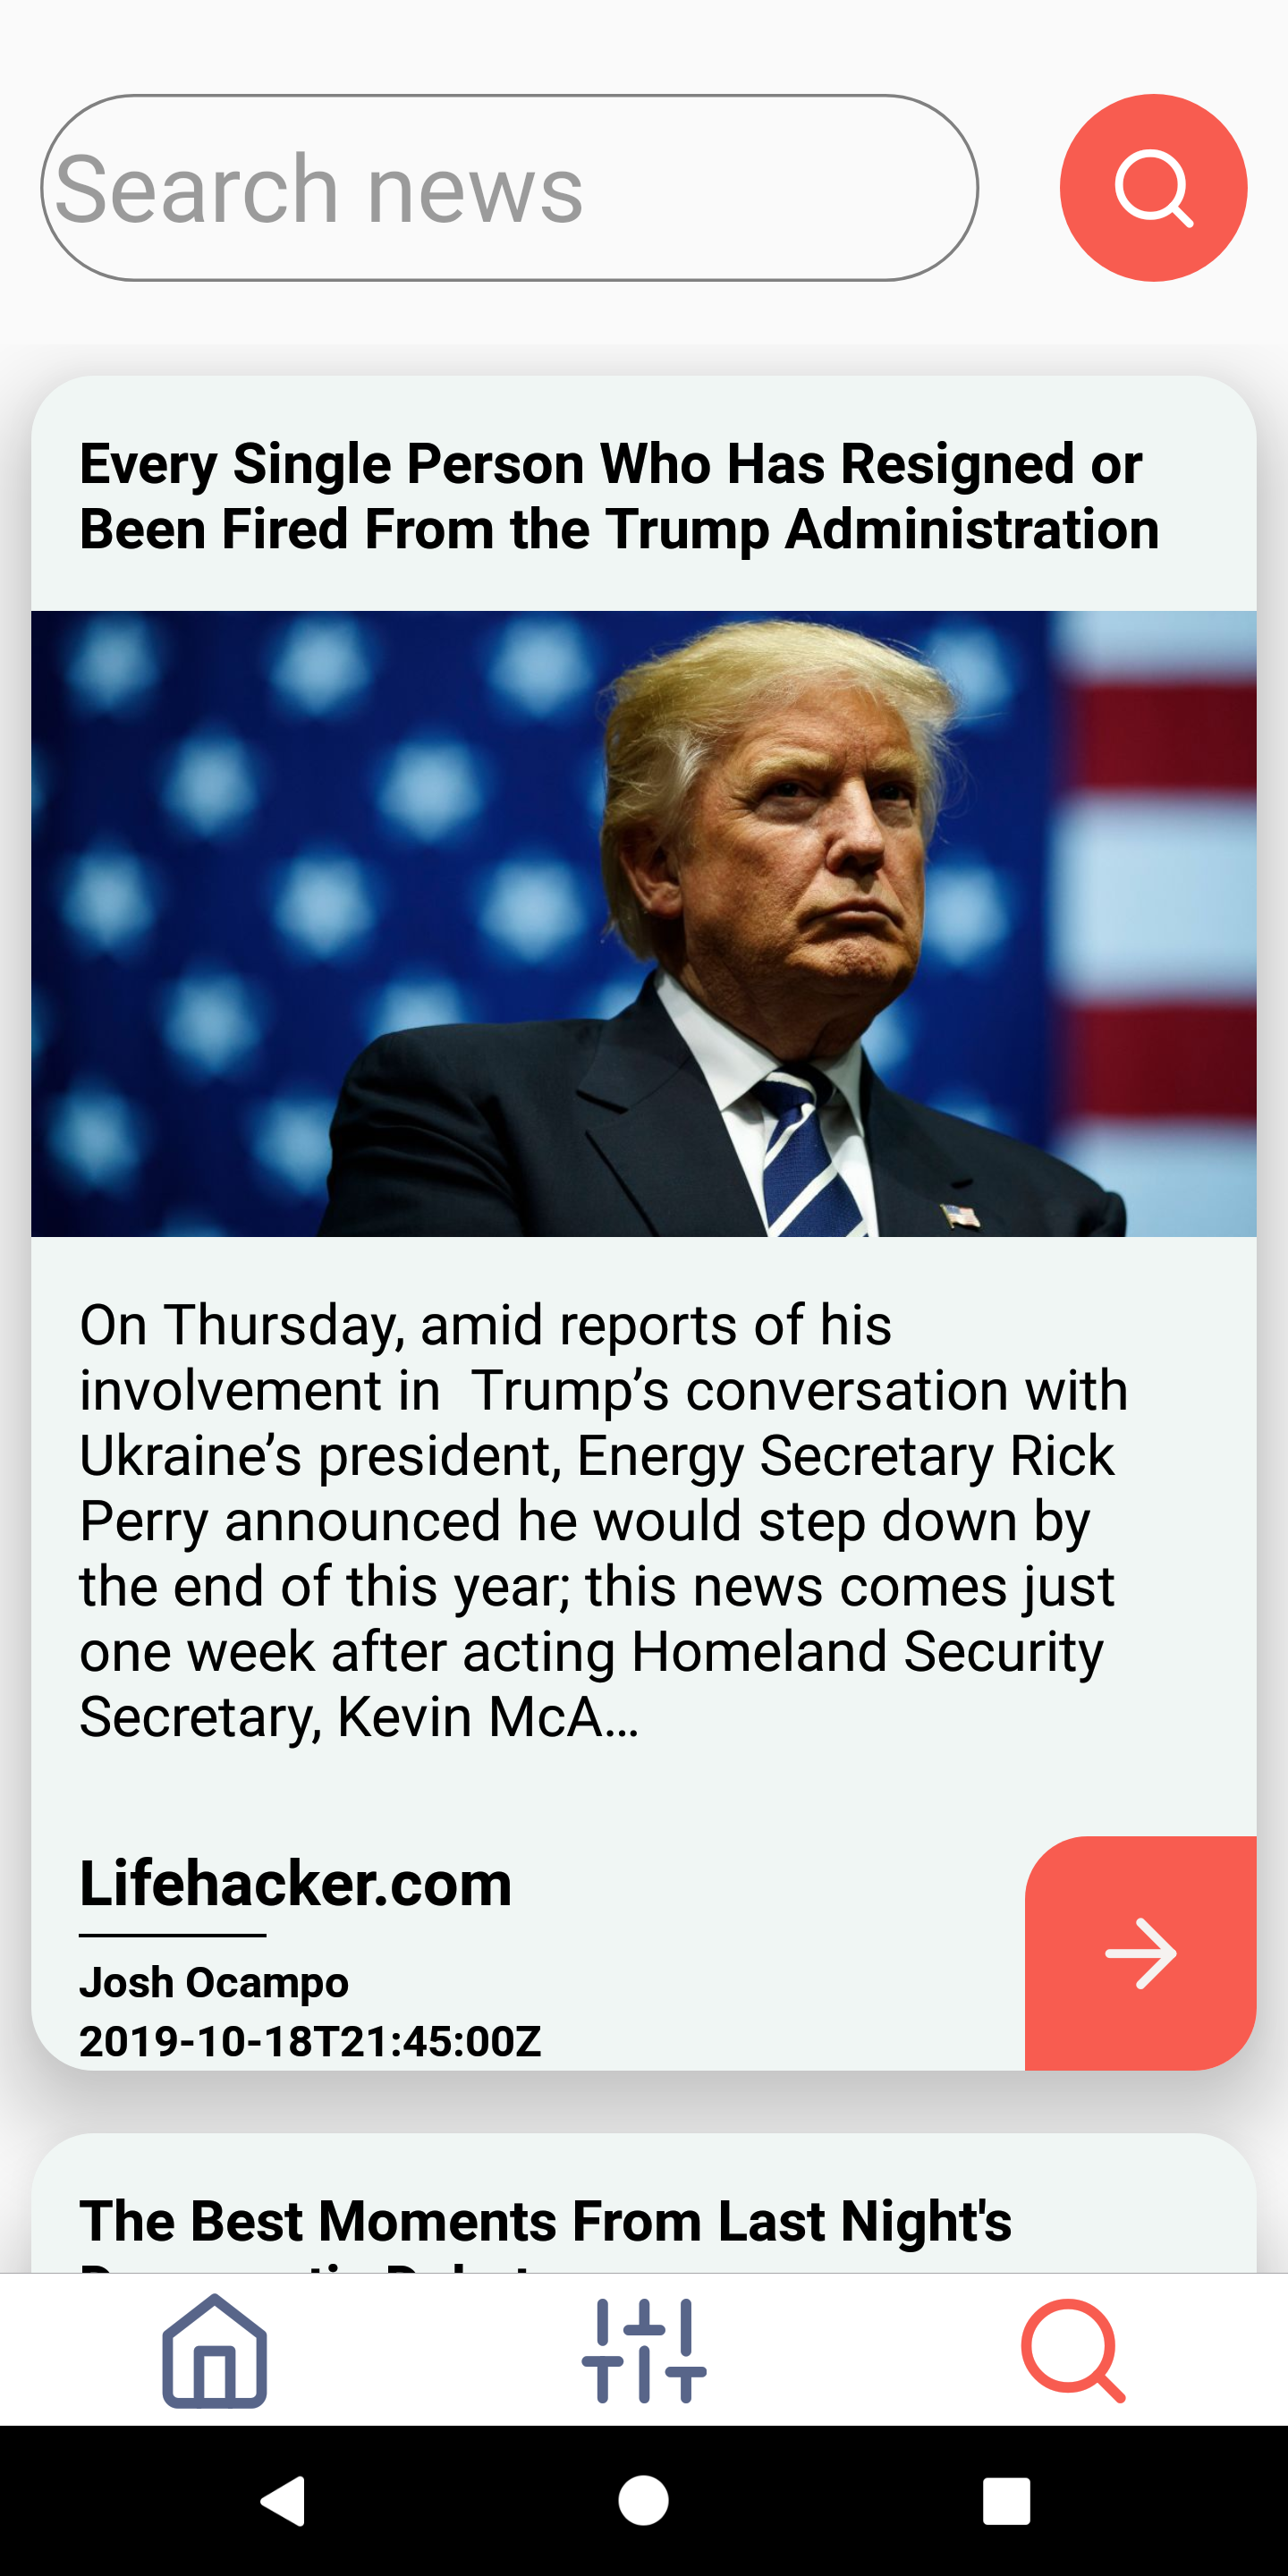 Search news
Every Single Person Who Has Resigned or
Been Fired From the Trump Administration
On Thursday, amid reports of his
involvement in  Trump’s conversation with
Ukraine’s president, Energy Secretary Rick
Perry announced he would step down by
the end of this year; this news comes just
one week after acting Homeland Security
Secretary, Kevin McA…
Lifehacker.com
Josh Ocampo
2019-10-18T21:45:00Z
The Best Moments From Last Night's